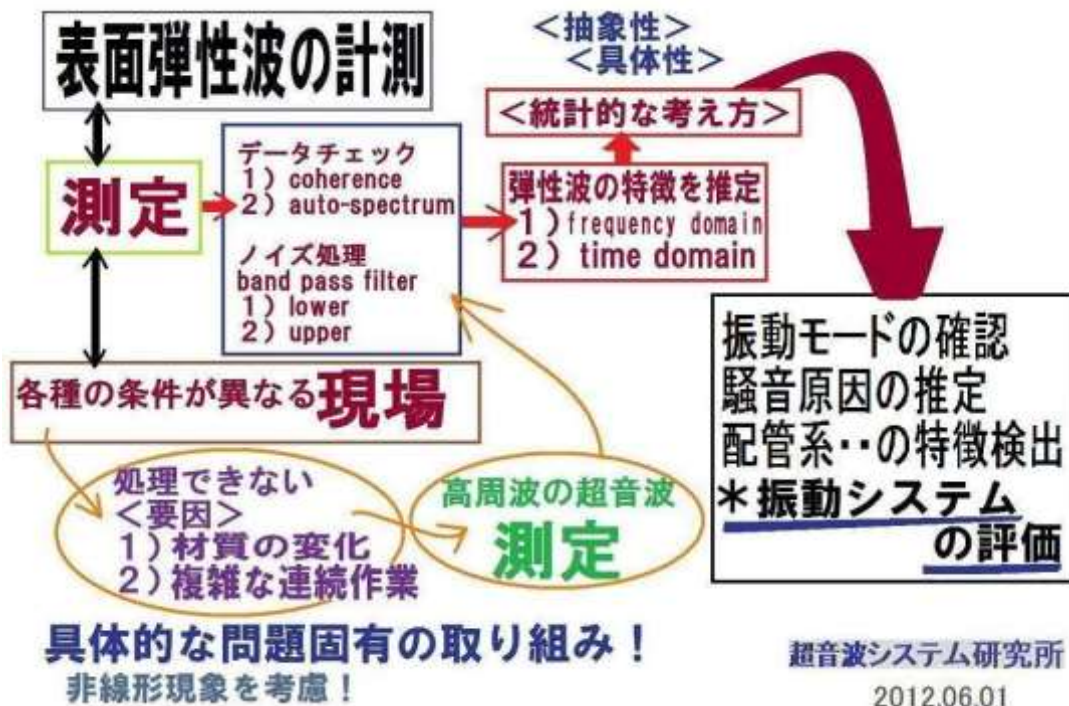 表面弾性波の計測
<抽象性>
<具体性>
<統計的な考え方>
測定
データチェック
1) coherence
2) auto-spectrum
ノイズ処理
band pass filter
1) lower
2) upper
弾性波の特徴を推定
1) frequency domain
2) time domain
各種の条件が異なる現場
振動モードの確認
騒音原因の推定
配管系・・の特徴検出
*振動システム
の評価
処理できない
<要因>
1) 材質の変化
2) 複雑な連続作業
高周波の超音波
測定
具体的な問題固有の取り組み!
非線形現象を考慮!
超音波システム研究所
2012.06.01